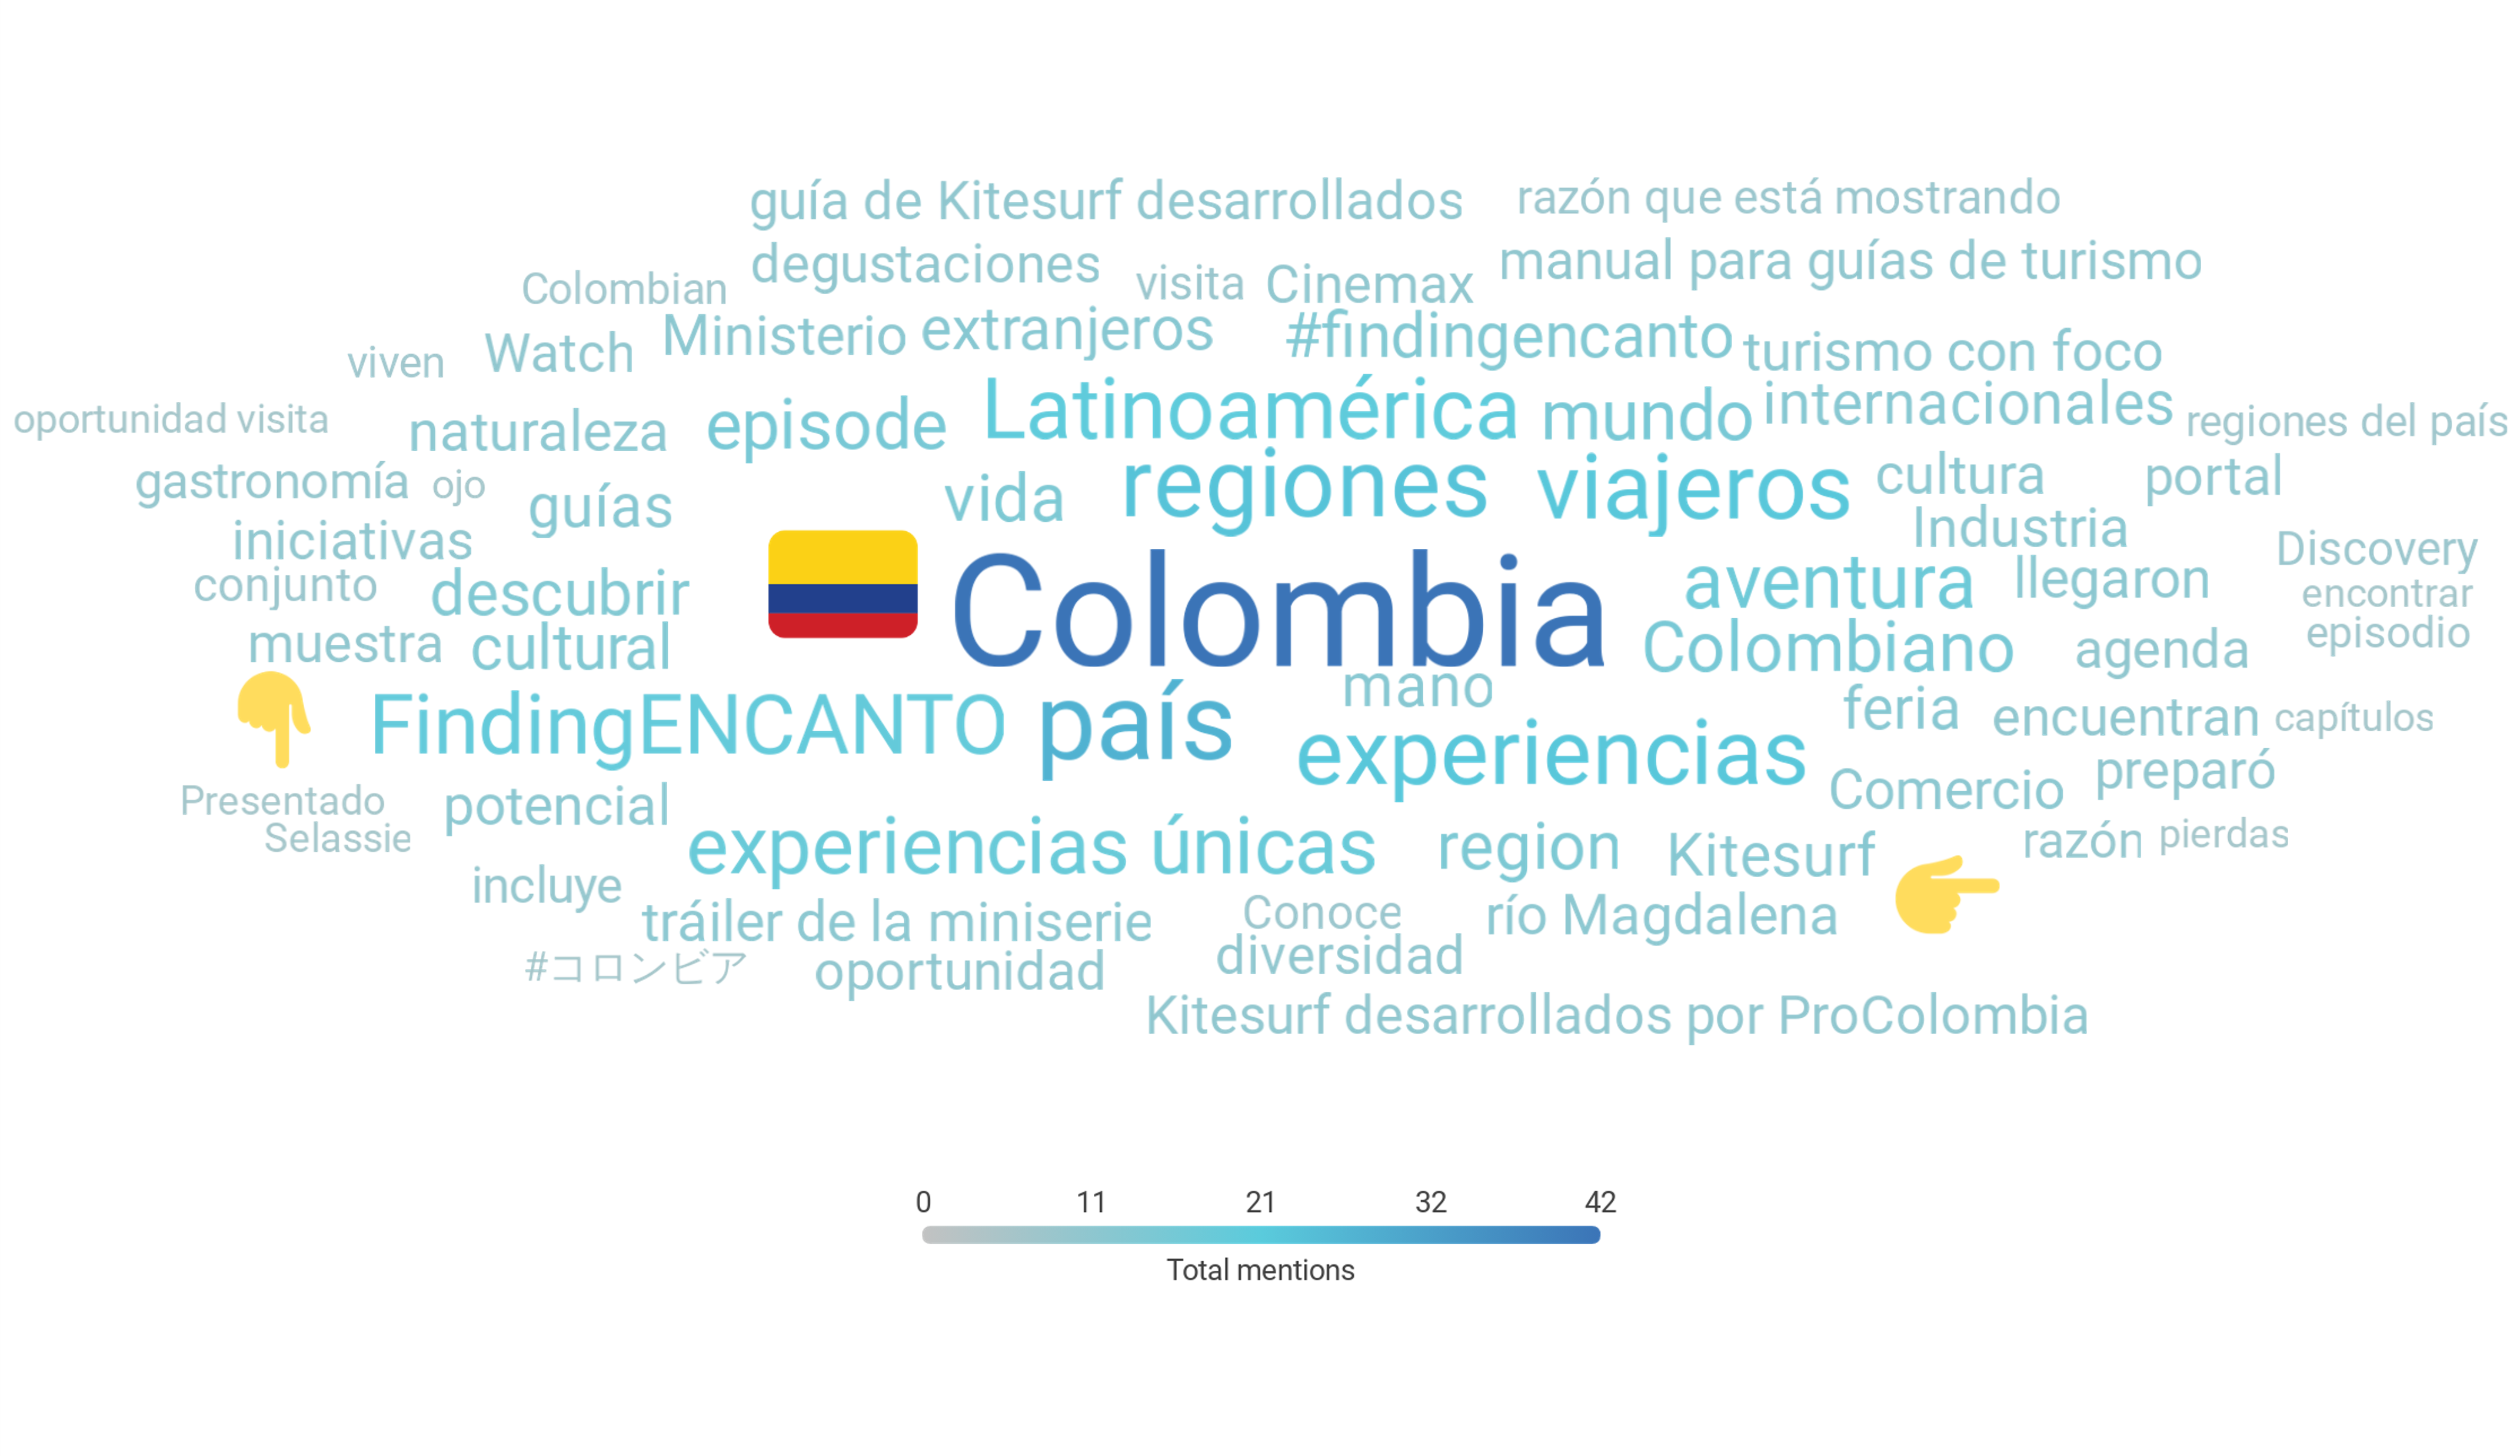 guía de Kitesurf desarrollados
razón que está mostrando
degustaciones
manual para guías de turismo
Colombian
visita
Cinemax
Ministerio
extranjeros
#findingencanto
viven
Watch
turismo con foco
oportunidad visita
naturaleza
episode
Latinoamérica
mundo
internacionales
regiones del país
gastronomía
ojo
guías
vida
regiones
viajeros
cultura
portal
iniciativas
Industria
Discovery
conjunto
descubrir
Colombia
aventura
llegaron
encontrar
muestra
cultural
Colombiano
agenda
episodio
mano
FindingENCANTO
país
experiencias
feria
encuentran
capítulos
Presentado
potencial
Comercio
preparó
Selassie
experiencias únicas
region
Kitesurf
razón
pierdas
incluye
tráiler de la miniserie
Conoce
río Magdalena
#コロンビア
oportunidad
diversidad
Kitesurf desarrollados por ProColombia
0 11 21 32 42
Total mentions